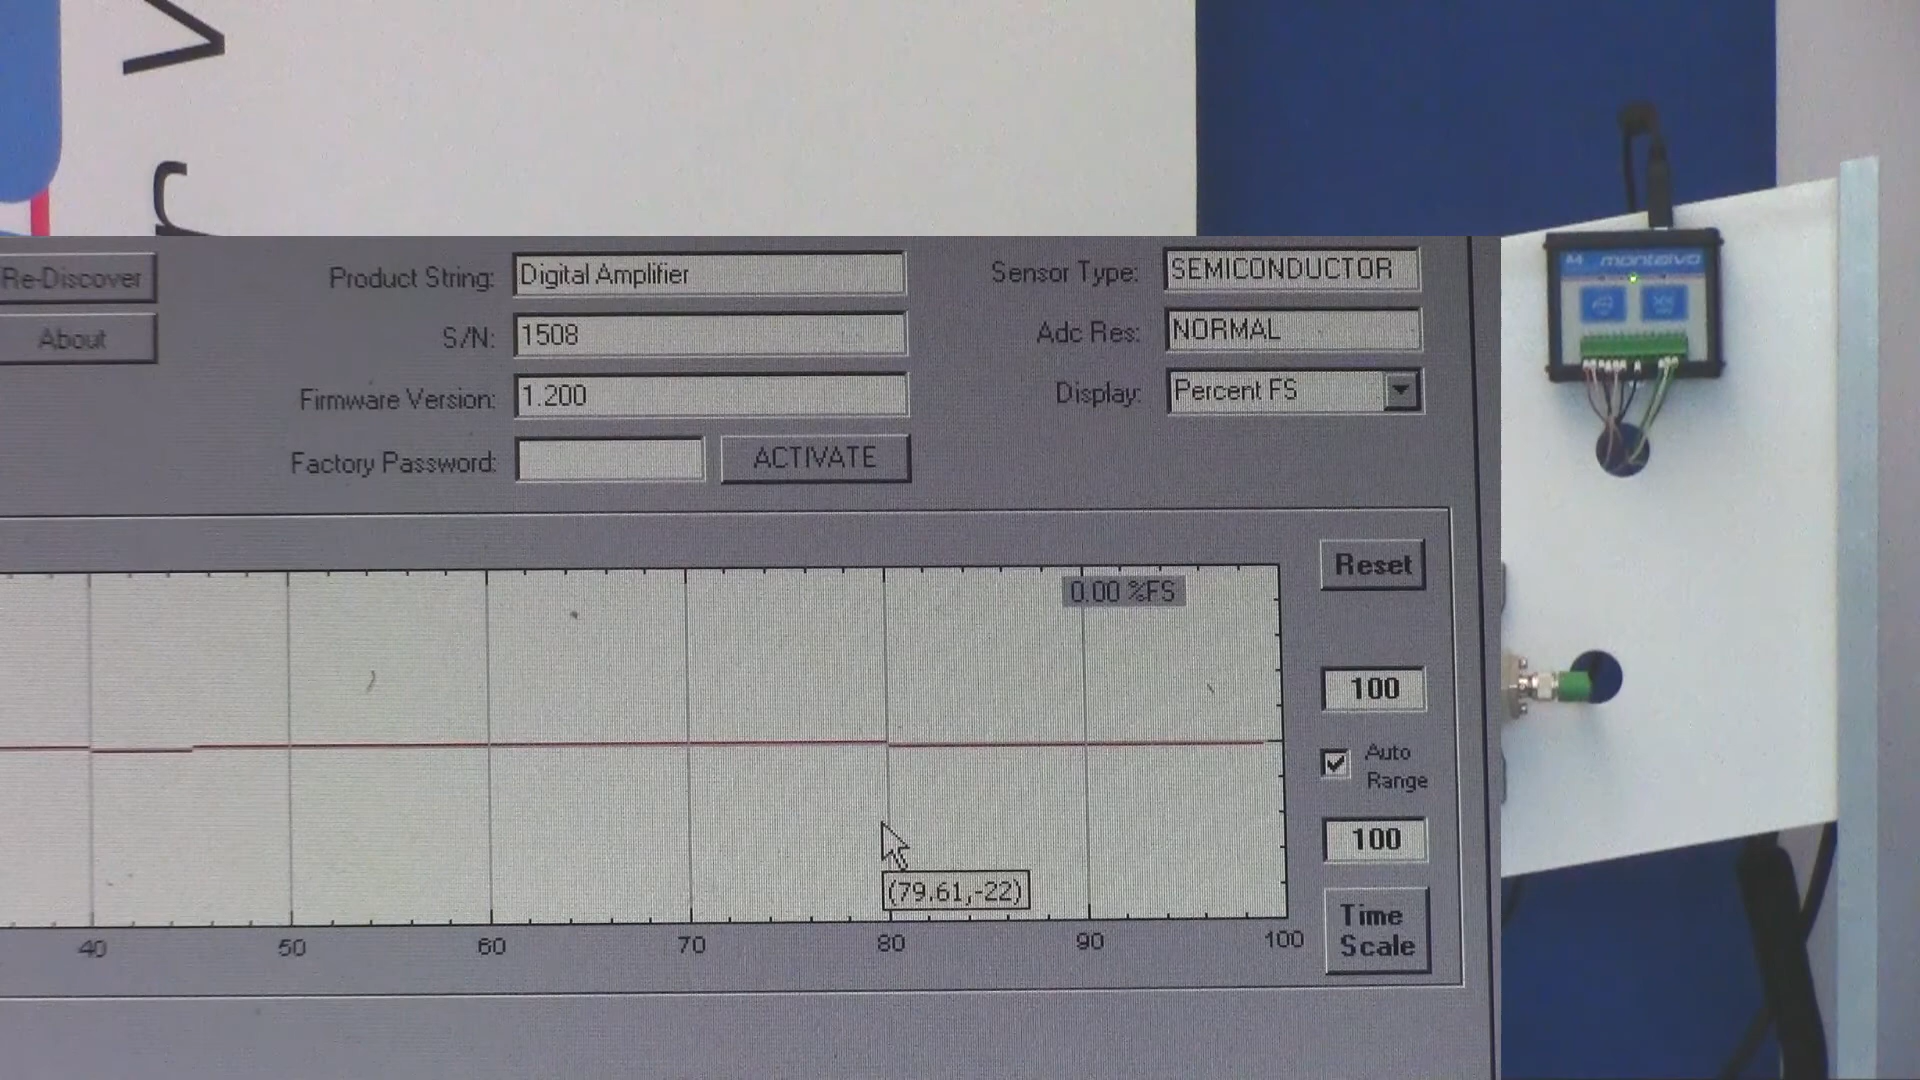 r V
Re-Discover
About
Product String: Digital Amplifier
S/N: 1508
Firmware Version: 1.200
Factory Password:
ACTIVATE
Sensor Type: SEMICONDUCTOR
Adc Res: NORMAL
Display: Percent FS
montalvo
0.00 %FS
Reset
100
Auto
Range
100
Time
Scale
(79.61,-22)
40 50 60 70 80 90 100